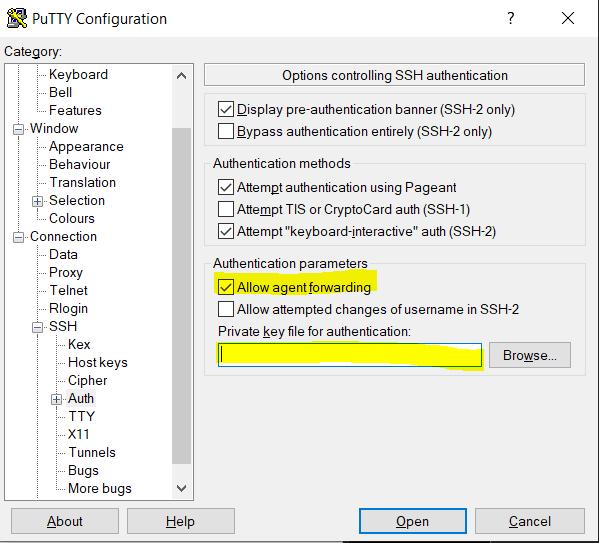 PuTTY Configuration
?
Category:
Keyboard
Bell
Features
Window
Appearance
Behaviour
Translation
Selection
Colours
Connection
Data
Proxy
Telnet
Rlogin
SSH
Kex
Host keys
Cipher
Auth
TTY
X11
Tunnels
Bugs
More bugs
Options controlling SSH authentication
Display pre-authentication banner (SSH-2 only)
Bypass authentication entirely (SSH-2 only)
Authentication methods
Attempt authentication using Pageant
Attempt TIS or CryptoCard auth (SSH-1)
Attempt "keyboard-interactive" auth (SSH-2)
Authentication parameters
Allow agent forwarding
Allow attempted changes of username in SSH-2
Private key file for authentication:
Browse...
About
Help
Open
Cancel